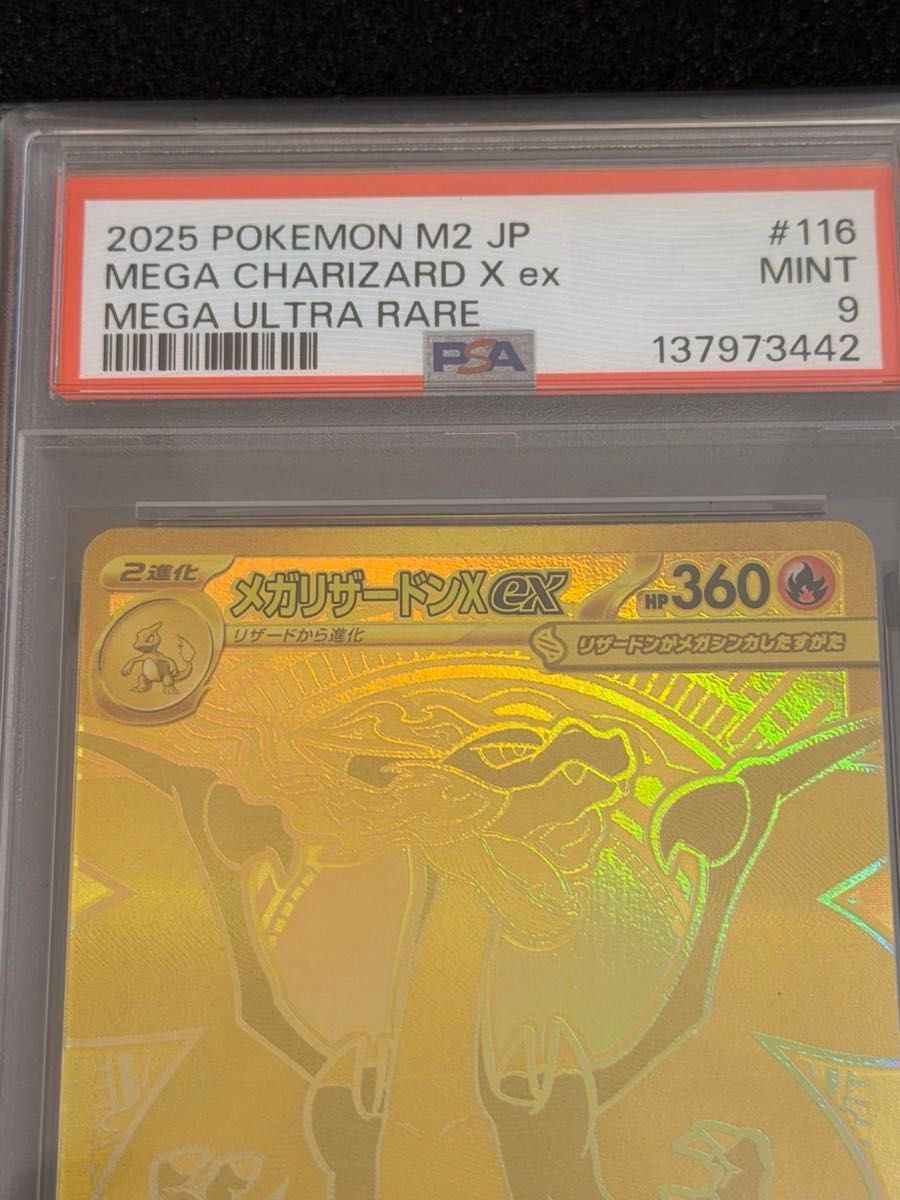 2025 POKEMON M2 JP
#116
MEGA CHARIZARD X ex
MINT
MEGA ULTRA RARE
9
PSA
137973442
2進化
メガリザードンXex
HP360
リザードから進化
リザードンがメガシンカしたすがた